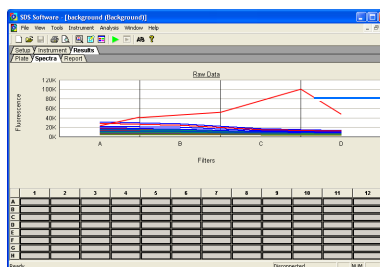 SDS Software - [background (Background)]
File View Tools Instrument Analysis Window Help
Setup Instrument Results
Plate Spectra Report
Raw Data
Fluorescence
120K
100K
80K
60K
40K
20K
0K
A B C D
Filters
1 2 3 4 5 6 7 8 9 10 11 12
A
B
C
D
E
F
G
H
Ready Disconnected NUM